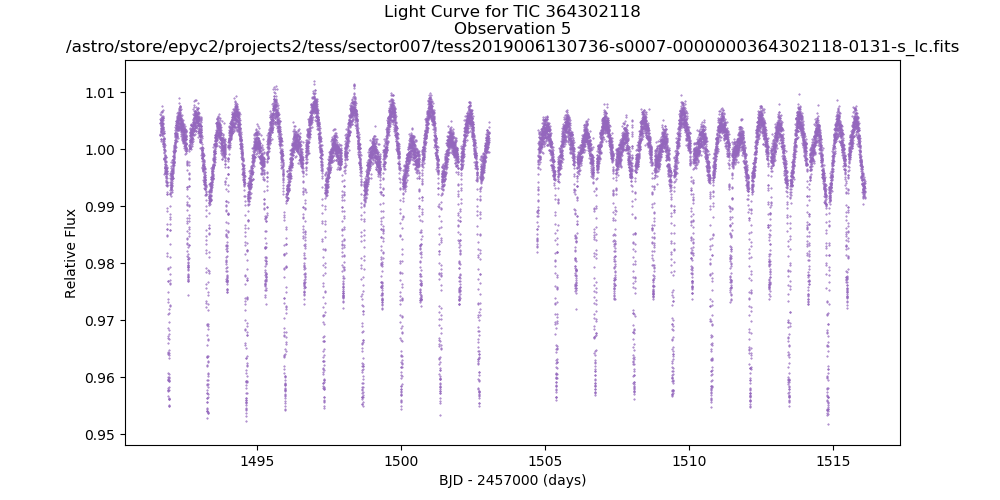 Light Curve for TIC 364302118
Observation 5
/astro/store/epyc2/projects2/tess/sector007/tess2019006130736-s0007-0000000364302118-0131-s_lc.fits
1.01
1.00
0.99
0.98
0.97
0.96
0.95
Relative Flux
1495
1500
1505
1510
1515
BJD - 2457000 (days)